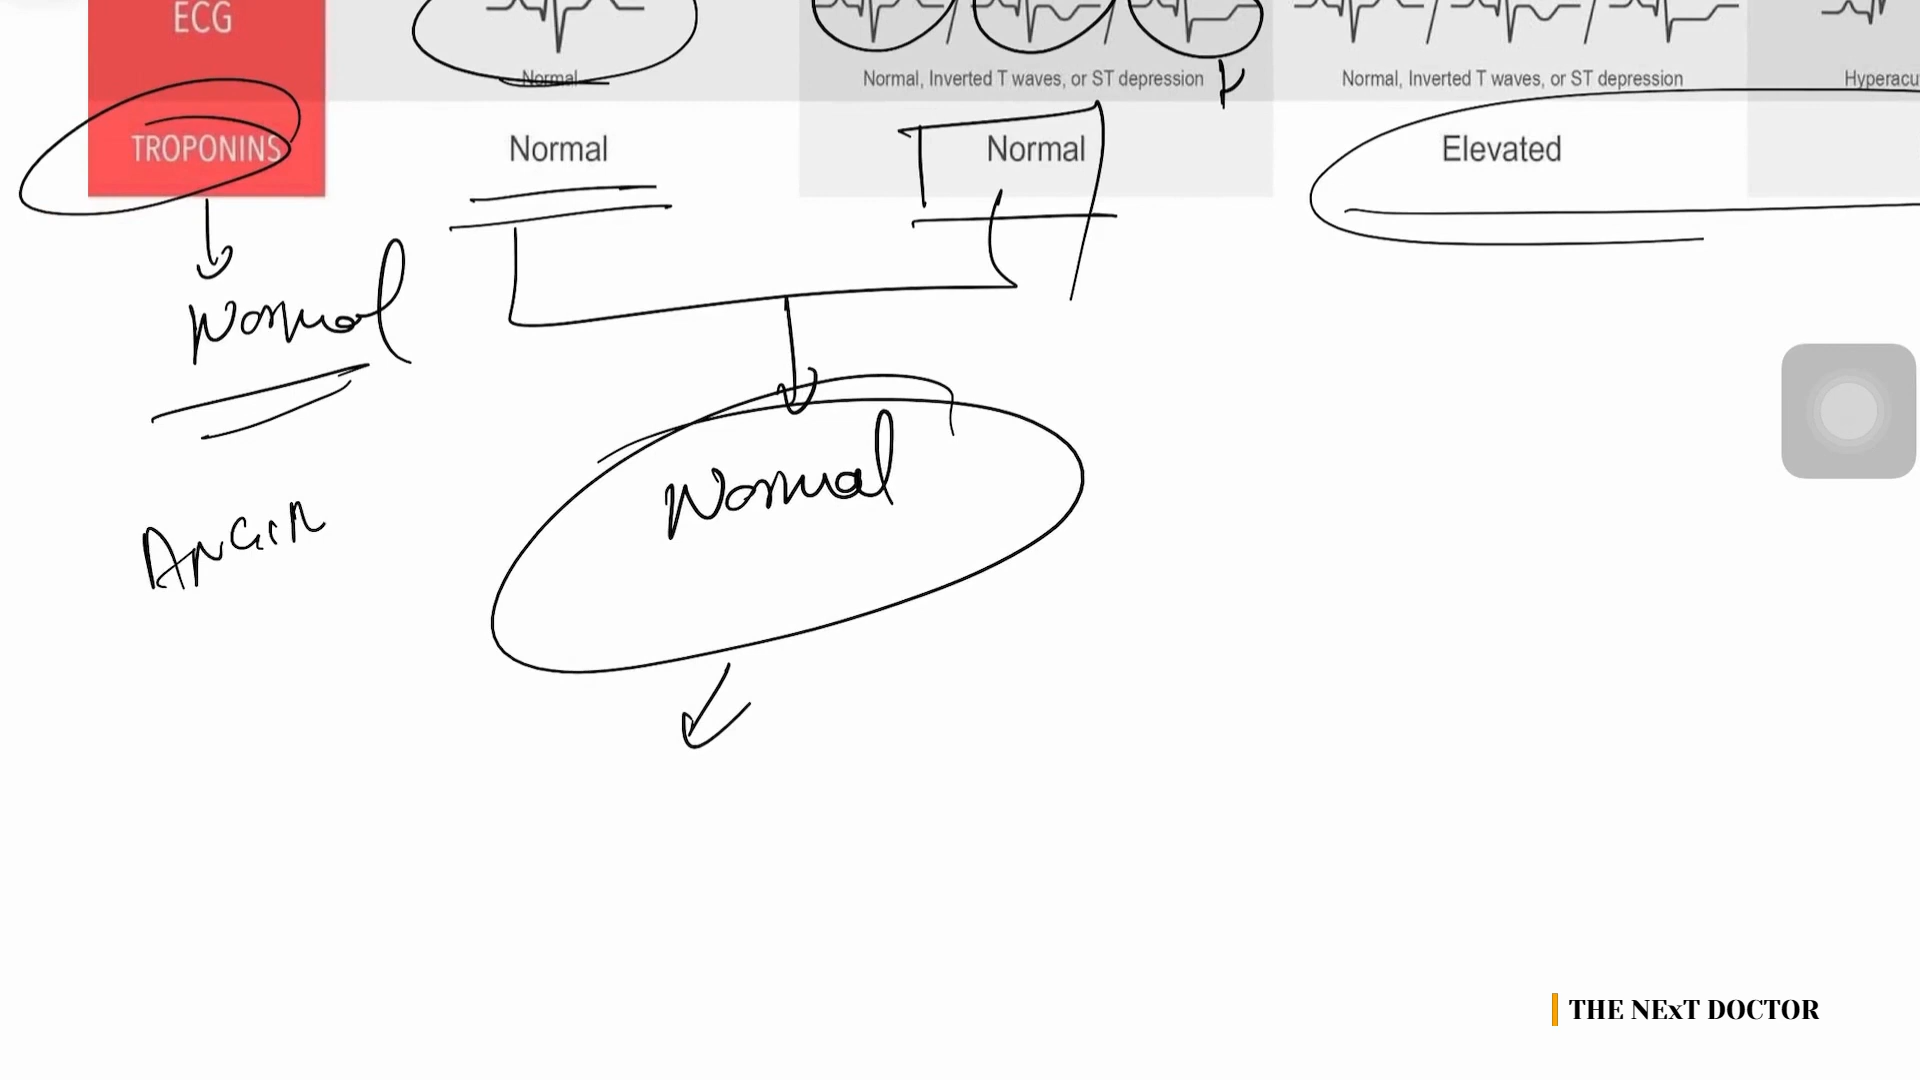 ECG
Normal
Normal, Inverted T waves, or ST depression
Normal, Inverted T waves, or ST depression
Hyperacu
TROPONINS
Normal
Normal
Elevated
Normal
Normal
ANGIN
THE NExT DOCTOR